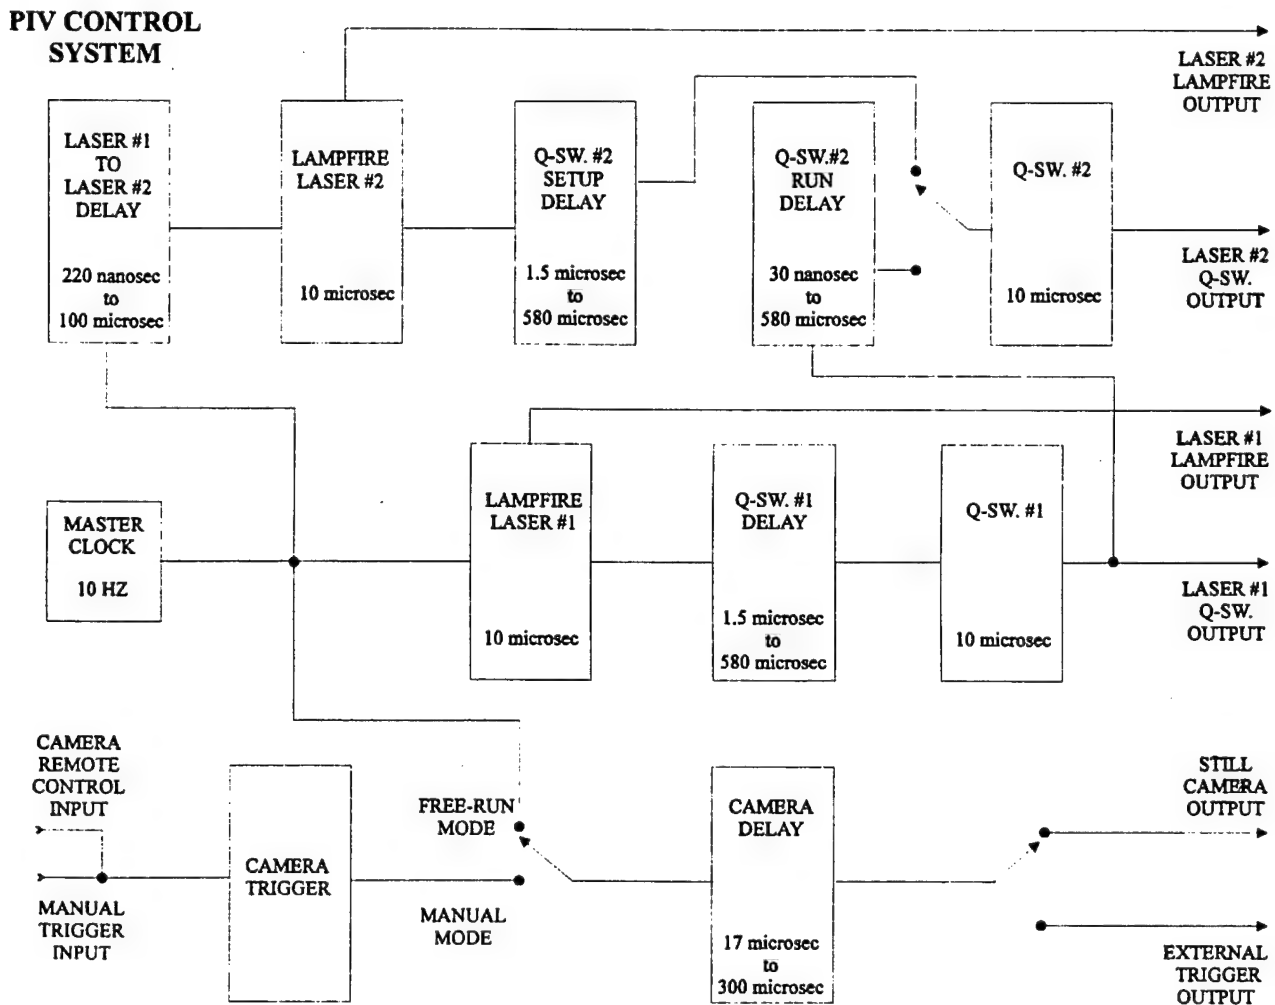 PIV CONTROL
SYSTEM
LASER #2
LAMPFIRE
OUTPUT
LASER #1
TO
LASER #2
DELAY
220 nanosec
to
100 microsec
LAMPFIRE
LASER #2
10 microsec
Q-SW. #2
SETUP
DELAY
1.5 microsec
to
580 microsec
Q-SW.#2
RUN
DELAY
30 nanosec
to
580 microsec
Q-SW. #2
10 microsec
LASER #2
Q-SW.
OUTPUT
LASER #1
LAMPFIRE
OUTPUT
MASTER
CLOCK
10 HZ
LAMPFIRE
LASER #1
10 microsec
Q-SW. #1
DELAY
1.5 microsec
to
580 microsec
Q-SW. #1
10 microsec
LASER #1
Q-SW.
OUTPUT
CAMERA
REMOTE
CONTROL
INPUT
MANUAL
TRIGGER
INPUT
CAMERA
TRIGGER
FREE-RUN
MODE
MANUAL
MODE
CAMERA
DELAY
17 microsec
to
300 microsec
STILL
CAMERA
OUTPUT
EXTERNAL
TRIGGER
OUTPUT